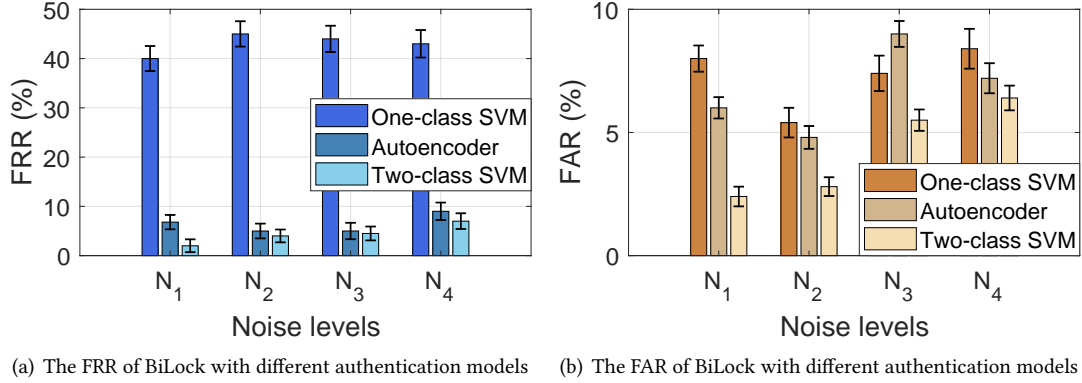 FRR (%)
50
40
30
20
10
0
One-class SVM
Autoencoder
Two-class SVM
N1 N2 N3 N4
Noise levels
(a) The FRR of BiLock with different authentication models
FAR (%)
10
5
0
One-class SVM
Autoencoder
Two-class SVM
N1 N2 N3 N4
Noise levels
(b) The FAR of BiLock with different authentication models